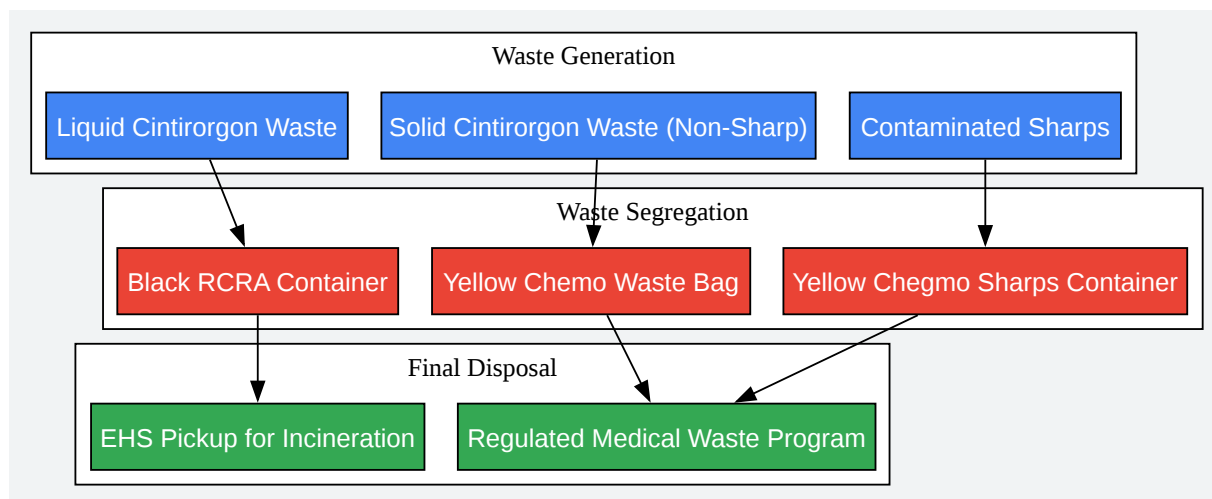 Waste Generation
Liquid Cintirorgon Waste
Solid Cintirorgon Waste (Non-Sharp)
Contaminated Sharps
Waste Segregation
Black RCRA Container
Yellow Chemo Waste Bag
Yellow Chegmo Sharps Container
Final Disposal
EHS Pickup for Incineration
Regulated Medical Waste Program